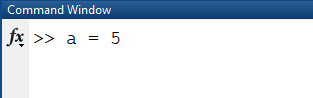 Command Window
fx >> a = 5